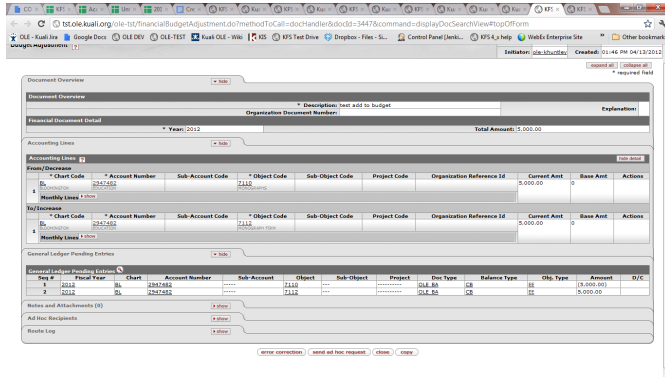 tst.ole.kuali.org/ole-tst/financialBudgetAdjustment.do?methodToCall=docHandler&docId=3447&command=displayDocSearchView#topOfForm
OLE - Kuali OLE Google Docs OLE DEV OLE-TEST Kuali OLE - Wiki KIS KFS Test Drive Dropbox - Files - Si... Control Panel [Jenki... KFS 4_x help WebEx Enterprise Site » Other bookmark
Budget Adjustment
Initiator: ole-khuntley Created: 01:46 PM 04/12/2012
expand all collapse all
* required field
Document Overview hide
Document Overview
* Description: test add to budget Explanation:
Organization Document Number:
Financial Document Detail
* Year: 2012 Total Amount: 5,000.00
Accounting Lines hide
Accounting Lines hide detail
From/Decrease
* Chart Code * Account Number Sub-Account Code * Object Code Sub-Object Code Project Code Organization Reference Id Current Amt Base Amt Actions
1 BL 2947482 7110 5,000.00 0
BLOOMINGTON EDUCATION MONOGRAPHS
Monthly Lines show
To/Increase
* Chart Code * Account Number Sub-Account Code * Object Code Sub-Object Code Project Code Organization Reference Id Current Amt Base Amt Actions
1 BL 2947482 7112 5,000.00 0
BLOOMINGTON EDUCATION
Monthly Lines show
General Ledger Pending Entries hide
General Ledger Pending Entries
Seq # Fiscal Year Chart Account Number Sub-Account Object Sub-Object Project Doc Type Balance Type Obj. Type Amount D/C
1 2012 BL 2947482 ----- 7110 --- ---------- OLE_BA CB EE (5,000.00)
2 2012 BL 2947482 ----- 7112 --- ---------- OLE_BA CB EE 5,000.00
Notes and Attachments (0) show
Ad Hoc Recipients show
Route Log show
error correction send ad hoc request close copy